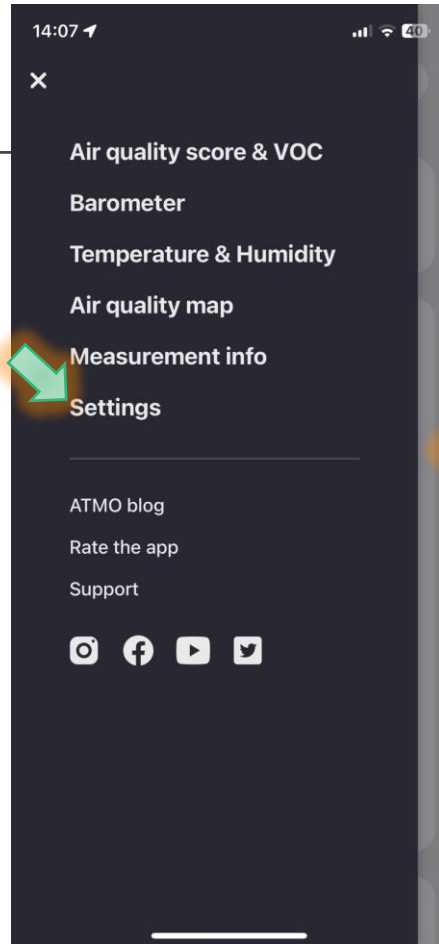 14:07
40
Air quality score & VOC
Barometer
Temperature & Humidity
Air quality map
Measurement info
Settings
ATMO blog
Rate the app
Support